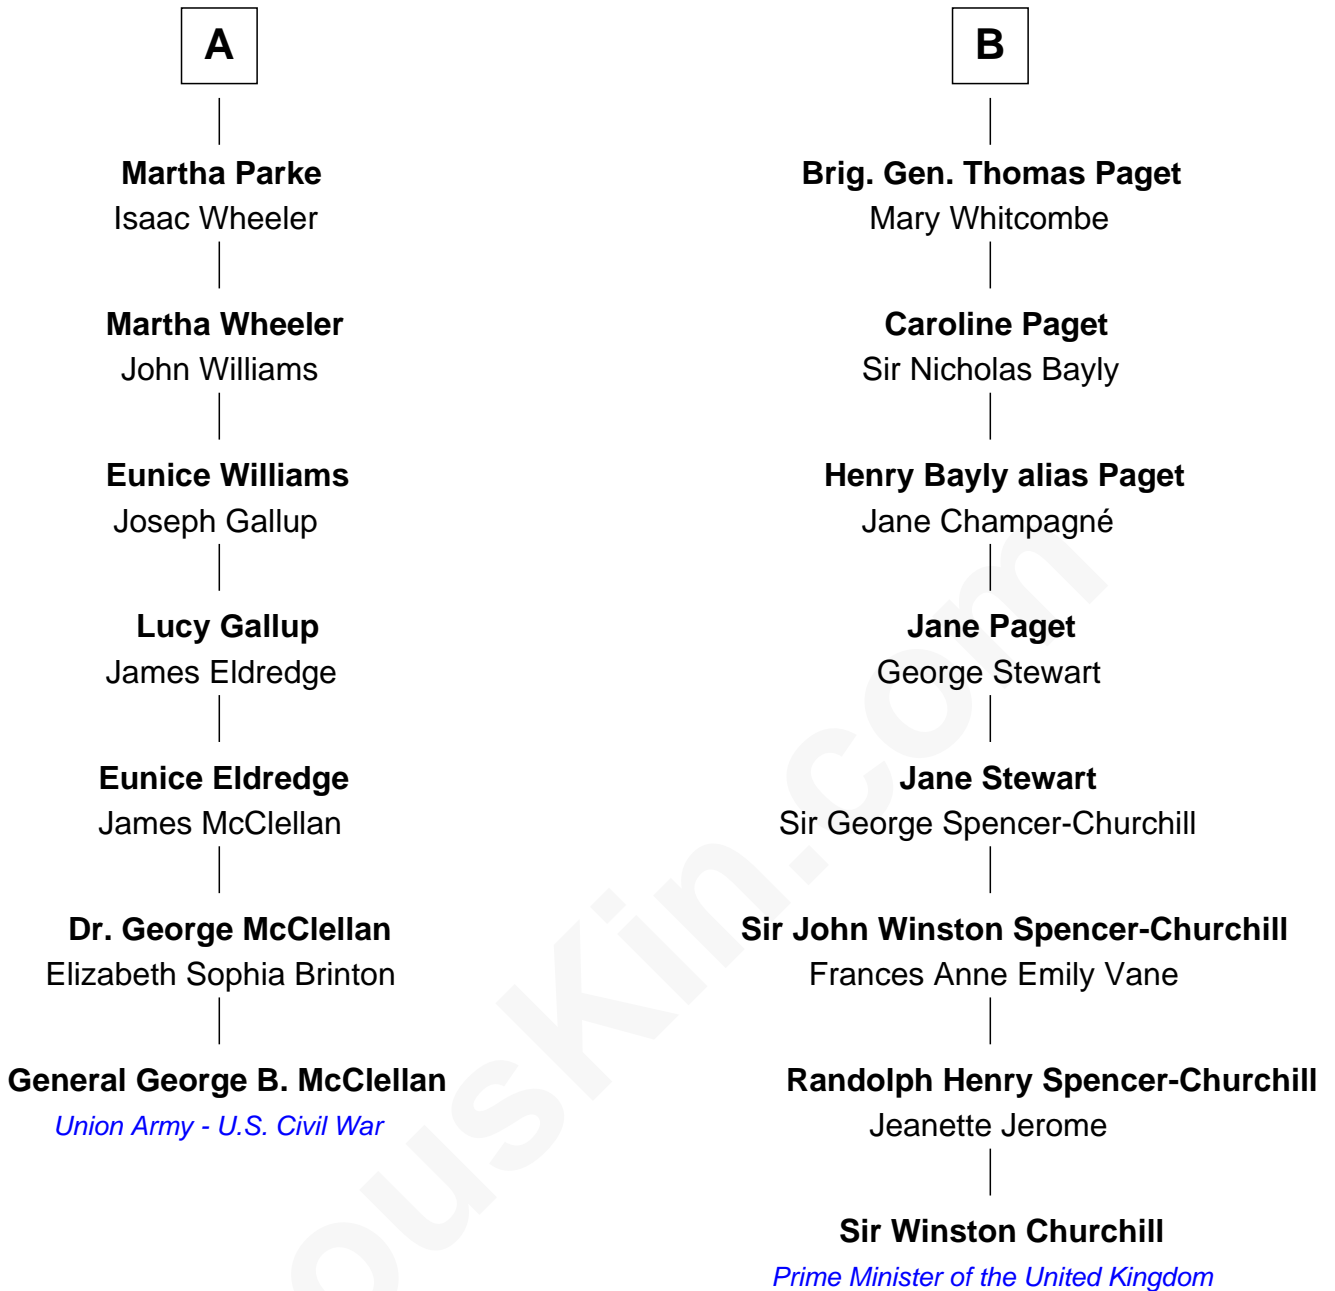 A
Martha Parke
Isaac Wheeler
Martha Wheeler
John Williams
Eunice Williams
Joseph Gallup
Lucy Gallup
James Eldredge
Eunice Eldredge
James McClellan
Dr. George McClellan
Elizabeth Sophia Brinton
General George B. McClellan
Union Army - U.S. Civil War
B
Brig. Gen. Thomas Paget
Mary Whitcombe
Caroline Paget
Sir Nicholas Bayly
Henry Bayly alias Paget
Jane Champagné
Jane Paget
George Stewart
Jane Stewart
Sir George Spencer-Churchill
Sir John Winston Spencer-Churchill
Frances Anne Emily Vane
Randolph Henry Spencer-Churchill
Jeanette Jerome
Sir Winston Churchill
Prime Minister of the United Kingdom
ousKin.com